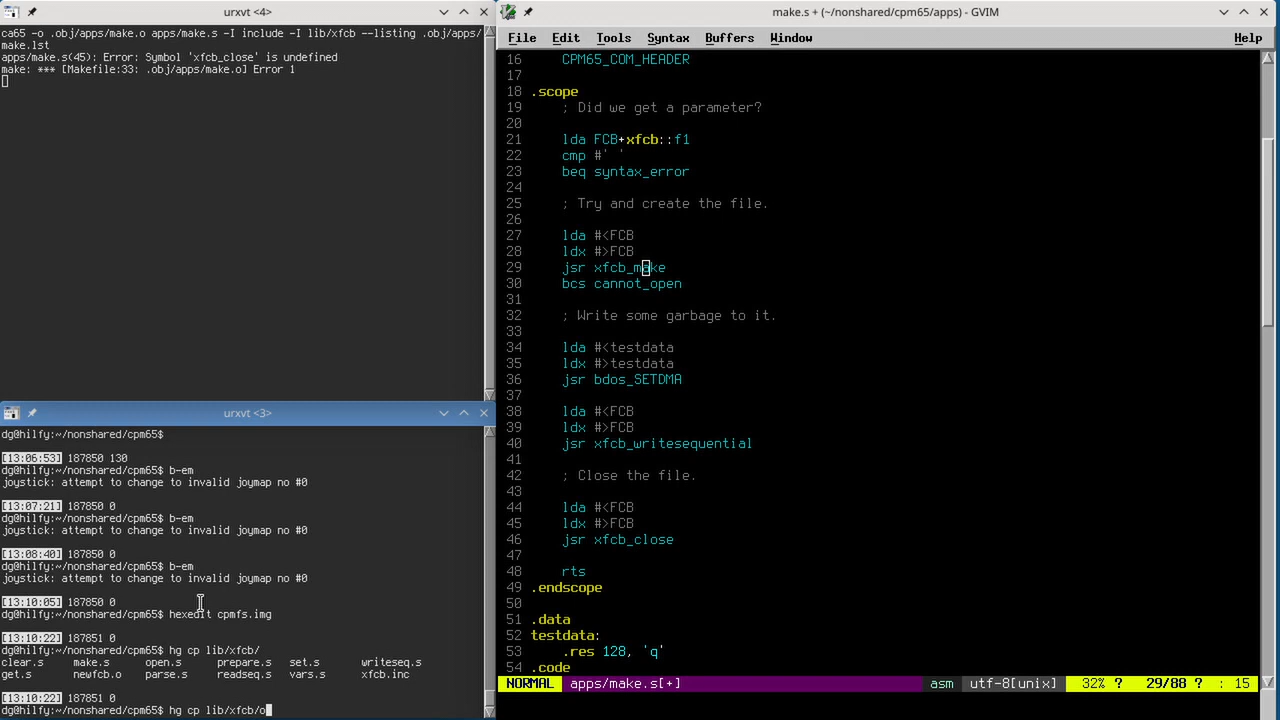 urxvt <4>
ca65 -o .obj/apps/make.o apps/make.s -I include -I lib/xfcb --listing .obj/apps/
make.lst
apps/make.s(45): Error: Symbol 'xfcb_close' is undefined
make: *** [Makefile:33: .obj/apps/make.o] Error 1
urxvt <3>
dg@hilfy:~/nonshared/cpm65$
[13:06:53] 187850 130
dg@hilfy:~/nonshared/cpm65$ b-em
joystick: attempt to change to invalid joymap no #0
[13:07:21] 187850 0
dg@hilfy:~/nonshared/cpm65$ b-em
joystick: attempt to change to invalid joymap no #0
[13:08:40] 187850 0
dg@hilfy:~/nonshared/cpm65$ b-em
joystick: attempt to change to invalid joymap no #0
[13:10:05] 187850 0
dg@hilfy:~/nonshared/cpm65$ hexedit cpmfs.img
[13:10:22] 187851 0
dg@hilfy:~/nonshared/cpm65$ hg cp lib/xfcb/
clear.s make.s open.s prepare.s set.s writeseq.s
get.s newfcb.o parse.s readseq.s vars.s xfcb.inc
[13:10:22] 187851 0
dg@hilfy:~/nonshared/cpm65$ hg cp lib/xfcb/o
make.s + (~/nonshared/cpm65/apps) - GVIM
File Edit Tools Syntax Buffers Window Help
16 CPM65_COM_HEADER
17
18 .scope
19 ; Did we get a parameter?
20
21 lda FCB+xfcb::f1
22 cmp #' '
23 beq syntax_error
24
25 ; Try and create the file.
26
27 lda #<FCB
28 ldx #>FCB
29 jsr xfcb_make
30 bcs cannot_open
31
32 ; Write some garbage to it.
33
34 lda #<testdata
35 ldx #>testdata
36 jsr bdos_SETDMA
37
38 lda #<FCB
39 ldx #>FCB
40 jsr xfcb_writesequential
41
42 ; Close the file.
43
44 lda #<FCB
45 ldx #>FCB
46 jsr xfcb_close
47
48 rts
49 .endscope
50
51 .data
52 testdata:
53 .res 128, 'q'
54 .code
NORMAL apps/make.s[+] asm utf-8[unix] 32% ? 29/88 ? : 15